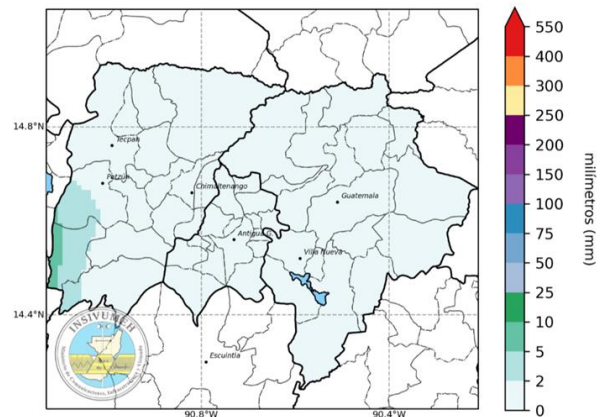 14.8°N
14.4°N
90.8°W
90.4°W
Tecpán
Patzún
Chimaltenango
Guatemala
Antigua G.
Villa Nueva
Escuintla
INSIVUMEH
550
400
300
250
200
150
100
75
50
25
10
5
2
0
milímetros (mm)